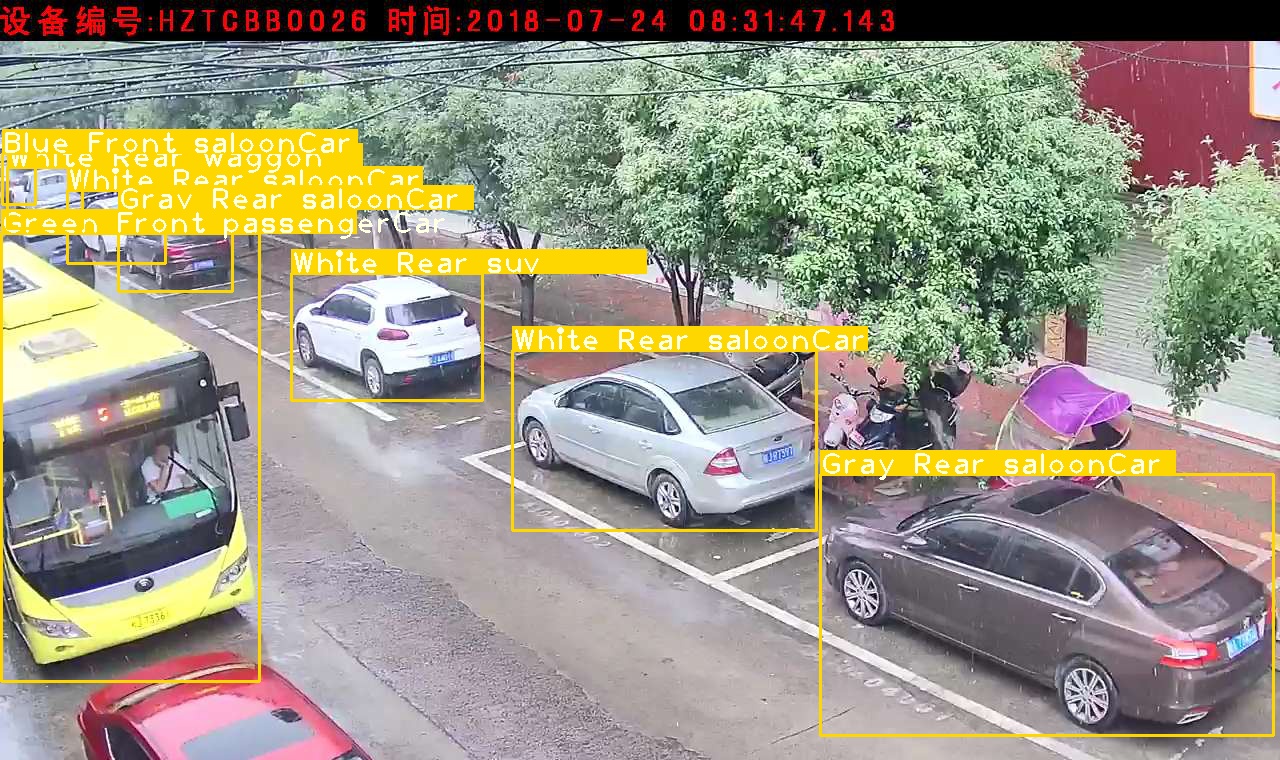 设备编号:HZTCBB0026 时间:2018-07-24 08:31:47.143
Blue Front saloonCar
White Rear waggon
White Rear saloonCar
Gray Rear saloonCar
Green Front passengerCar
White Rear suv
White Rear saloonCar
Gray Rear saloonCar